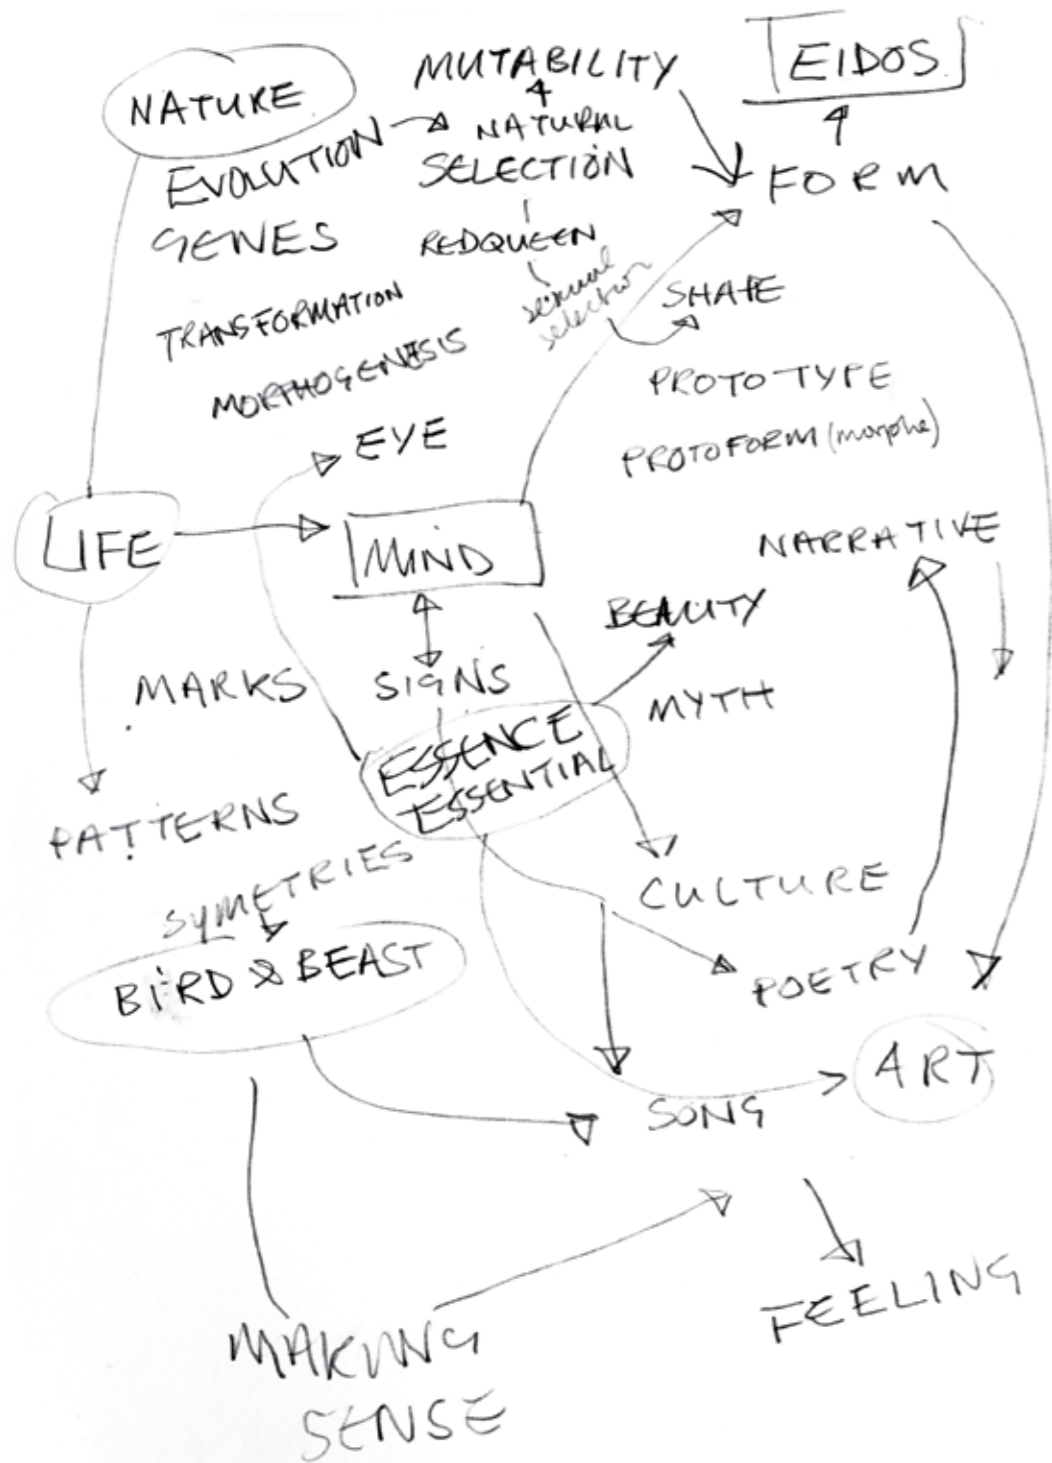 NATURE
MUTABILITY
EIDOS
EVOLUTION
NATURAL
SELECTION
FORM
GENES
REDQUEEN
sexual
selection
TRANSFORMATION
SHAPE
MORPHOGENESIS
PROTOTYPE
EYE
PROTOFORM (morphe)
LIFE
MIND
NARRATIVE
BEAUTY
MARKS
SIGNS
MYTH
ESSENCE
ESSENTIAL
PATTERNS
SYMETRIES
CULTURE
BIRD & BEAST
POETRY
ART
SONG
FEELING
MAKING
SENSE